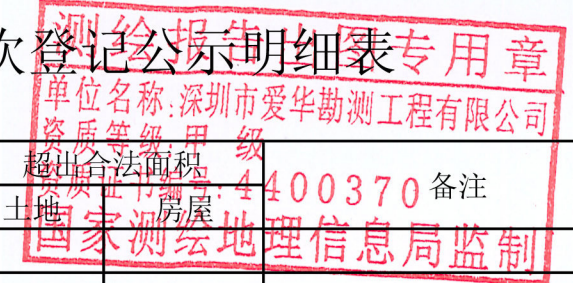 次登记公示明细表
测绘报告出图专用章
单位名称:深圳市爱华勘测工程有限公司
资质等级:甲 级
资质证书编号:4400370
国家测绘地理信息局监制
超出合法面积
备注
土地 房屋